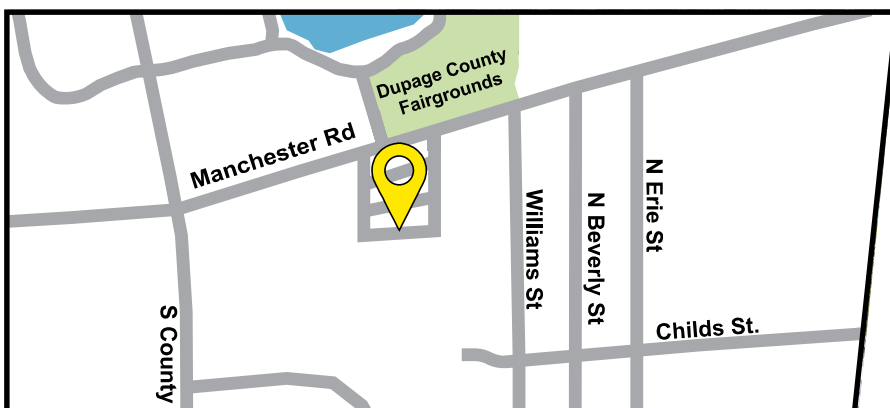 Dupage County
Fairgrounds
Manchester Rd
N Erie St
Williams St
N Beverly St
S County
Childs St.